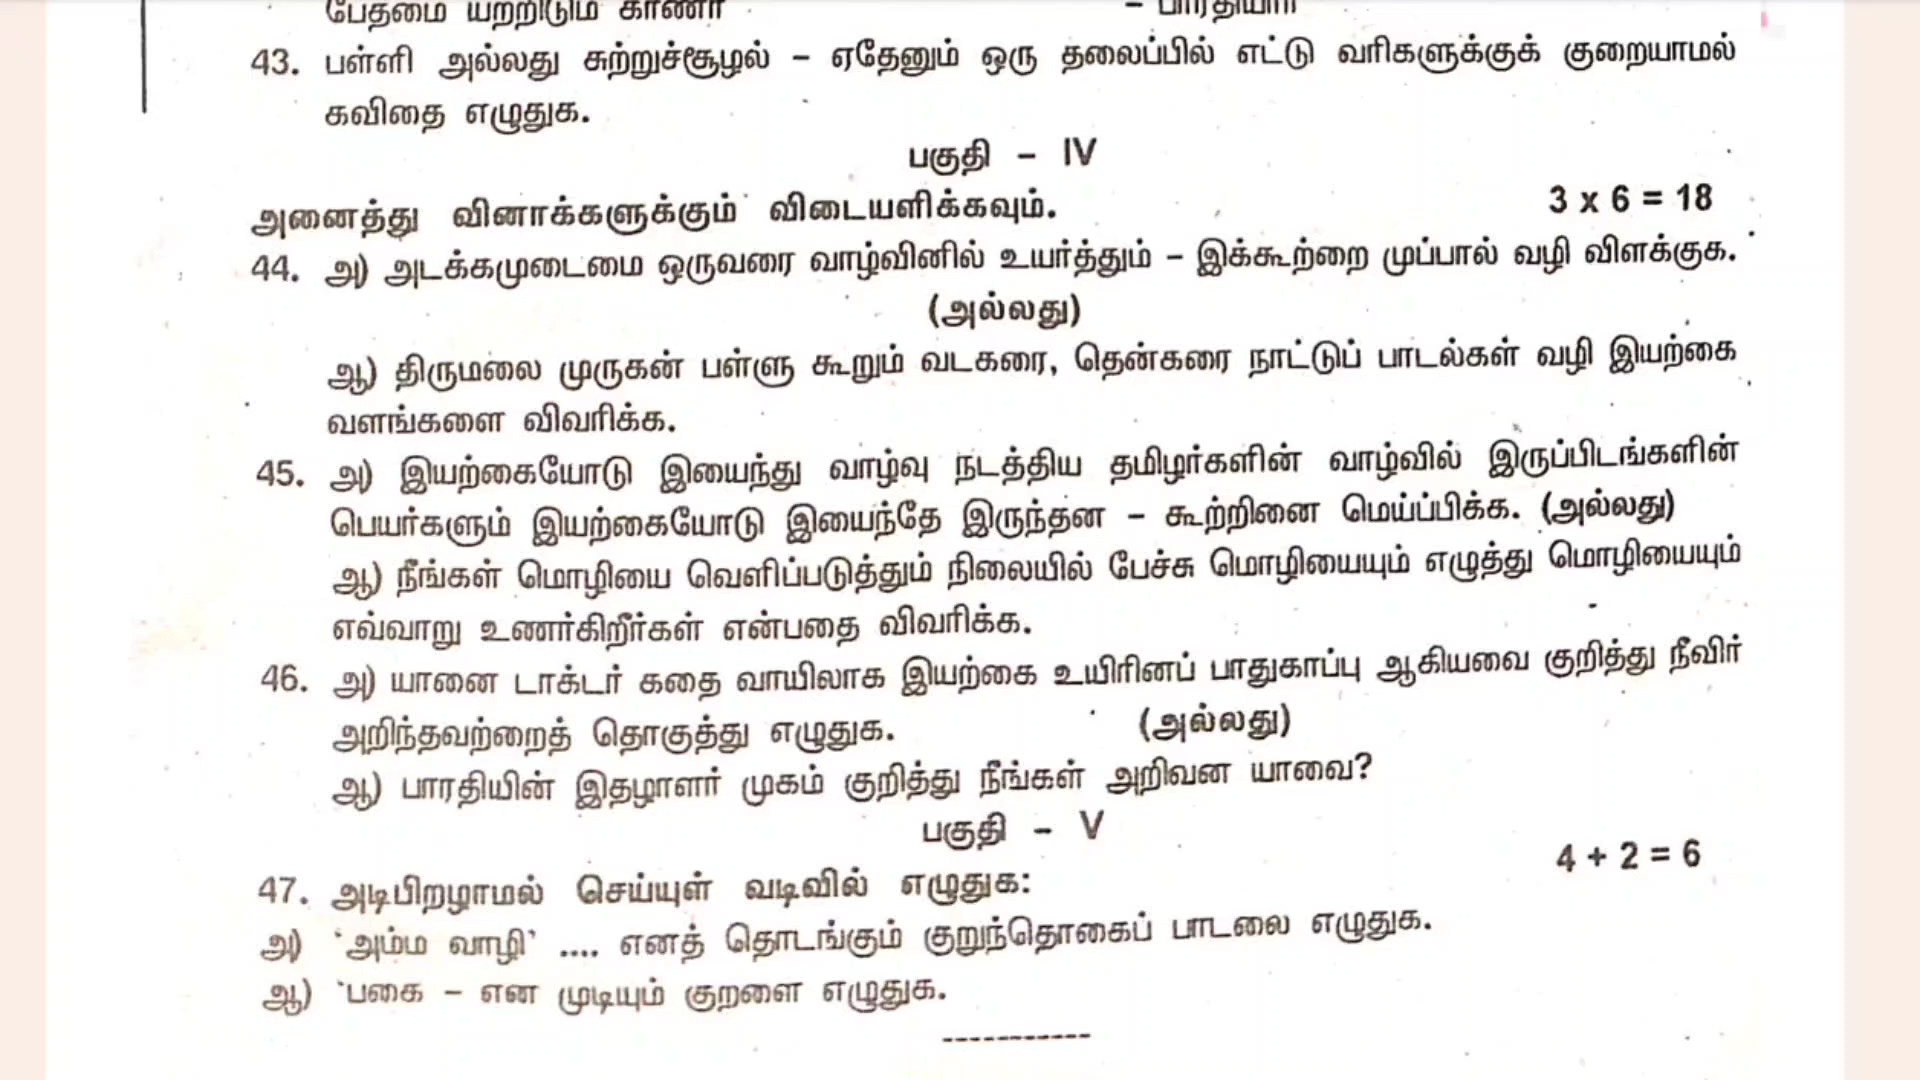 பேதமை யற்றிடும் காணா – பாரதியார்
43. பள்ளி அல்லது சுற்றுச்சூழல் – ஏதேனும் ஒரு தலைப்பில் எட்டு வரிகளுக்குக் குறையாமல்
கவிதை எழுதுக.
பகுதி – IV
அனைத்து வினாக்களுக்கும் விடையளிக்கவும். 3 x 6 = 18
44. அ) அடக்கமுடைமை ஒருவரை வாழ்வினில் உயர்த்தும் – இக்கூற்றை முப்பால் வழி விளக்குக.
(அல்லது)
ஆ) திருமலை முருகன் பள்ளு கூறும் வடகரை, தென்கரை நாட்டுப் பாடல்கள் வழி இயற்கை
வளங்களை விவரிக்க.
45. அ) இயற்கையோடு இயைந்து வாழ்வு நடத்திய தமிழர்களின் வாழ்வில் இருப்பிடங்களின்
பெயர்களும் இயற்கையோடு இயைந்தே இருந்தன – கூற்றினை மெய்ப்பிக்க. (அல்லது)
ஆ) நீங்கள் மொழியை வெளிப்படுத்தும் நிலையில் பேச்சு மொழியையும் எழுத்து மொழியையும்
எவ்வாறு உணர்கிறீர்கள் என்பதை விவரிக்க.
46. அ) யானை டாக்டர் கதை வாயிலாக இயற்கை உயிரினப் பாதுகாப்பு ஆகியவை குறித்து நீவிர்
அறிந்தவற்றைத் தொகுத்து எழுதுக. (அல்லது)
ஆ) பாரதியின் இதழாளர் முகம் குறித்து நீங்கள் அறிவன யாவை?
பகுதி – V
4 + 2 = 6
47. அடிபிறழாமல் செய்யுள் வடிவில் எழுதுக:
அ) 'அம்ம வாழி' .... எனத் தொடங்கும் குறுந்தொகைப் பாடலை எழுதுக.
ஆ) 'பகை – என முடியும் குறளை எழுதுக.
-----------